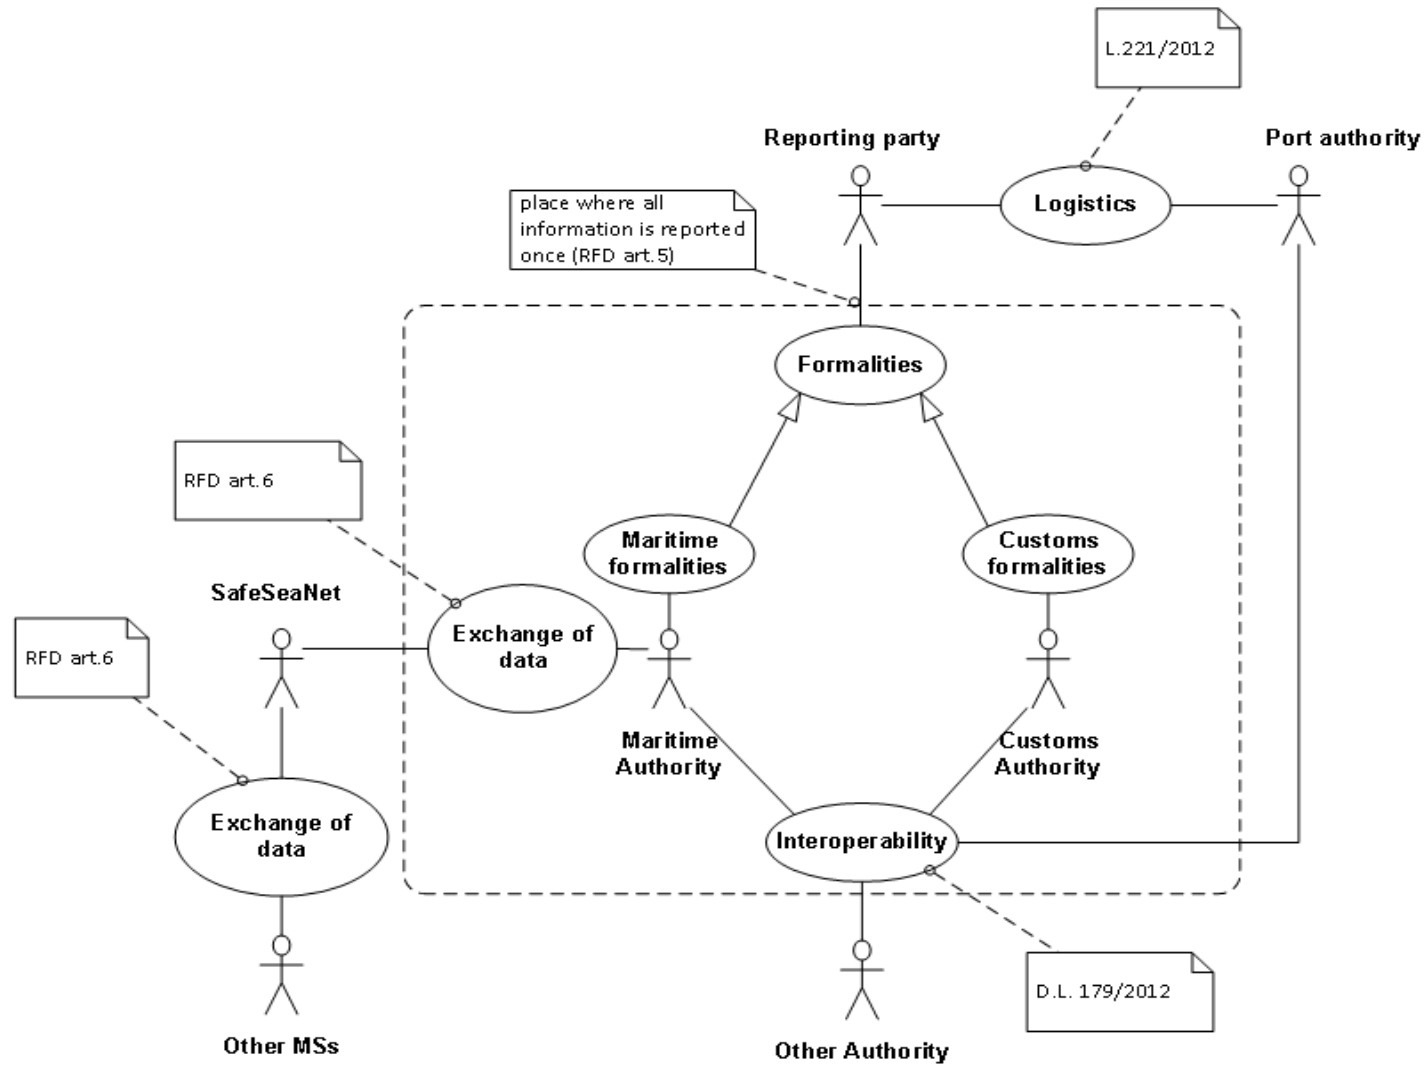 L.221/2012
Reporting party
Port authority
place where all
information is reported
once (RFD art.5)
Logistics
Formalities
RFD art.6
Maritime
formalities
Customs
formalities
SafeSeaNet
Exchange of
data
RFD art.6
Maritime
Authority
Customs
Authority
Exchange of
data
Interoperability
D.L. 179/2012
Other MSs
Other Authority